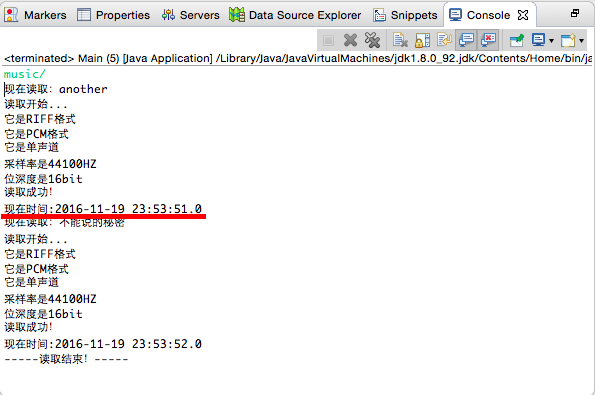 Markers Properties Servers Data Source Explorer Snippets Console
<terminated> Main (5) [Java Application] /Library/Java/JavaVirtualMachines/jdk1.8.0_92.jdk/Contents/Home/bin/ja
music/
现在读取：another
读取开始...
它是RIFF格式
它是PCM格式
它是单声道
采样率是44100HZ
位深度是16bit
读取成功！
现在时间:2016-11-19 23:53:51.0
现在读取：不能说的秘密
读取开始...
它是RIFF格式
它是PCM格式
它是单声道
采样率是44100HZ
位深度是16bit
读取成功！
现在时间:2016-11-19 23:53:52.0
-----读取结束！-----